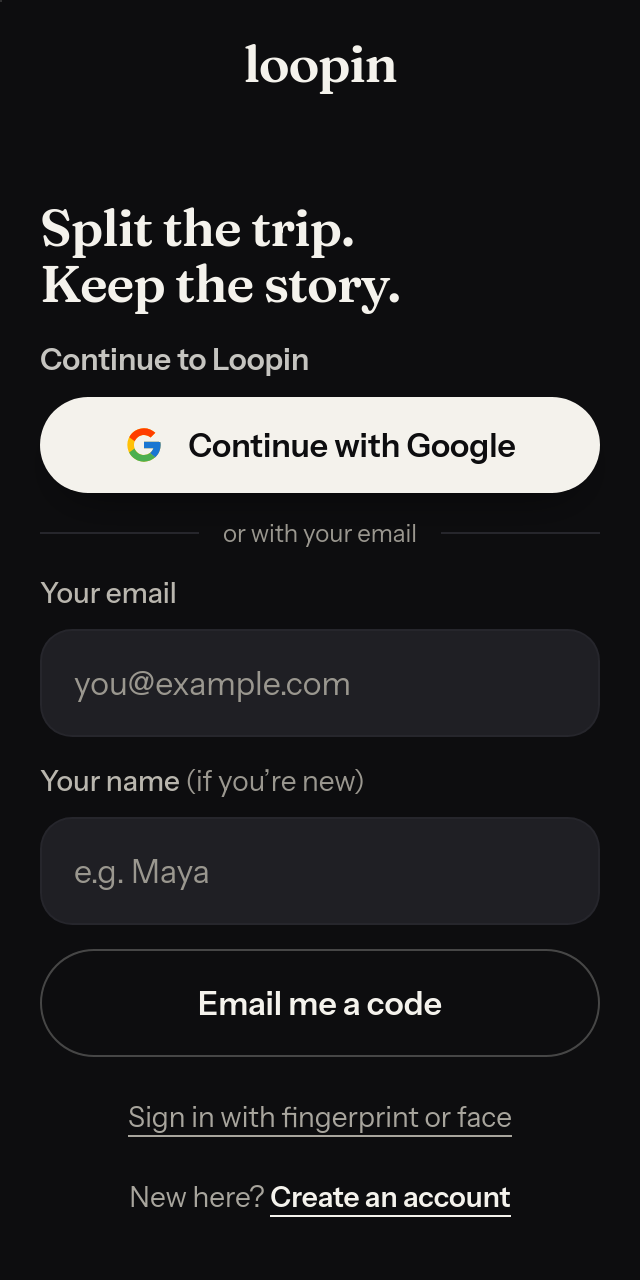 loopin
Split the trip.
Keep the story.
Continue to Loopin
Continue with Google
or with your email
Your email
you@example.com
Your name (if you’re new)
e.g. Maya
Email me a code
Sign in with fingerprint or face
New here? Create an account